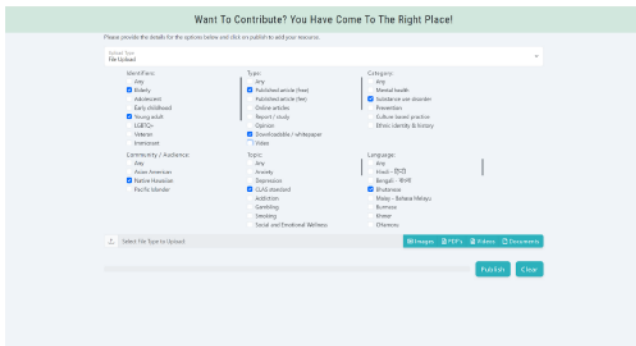 Want To Contribute? You Have Come To The Right Place!
Please provide the details for the options below and click on publish to add your resource.
Upload Type
File Upload
Identifiers:
Any
Elderly
Adolescent
Early childhood
Young adult
LGBTQ+
Veteran
Immigrant
Type:
Any
Published article (free)
Published article (fee)
Online articles
Report / study
Opinion
Downloadable / whitepaper
Video
Category:
Any
Mental health
Substance use disorder
Prevention
Culture based practice
Ethnic identity & history
Community / Audience:
Any
Asian American
Native Hawaiian
Pacific Islander
Topic:
Any
Anxiety
Depression
CLAS standard
Addiction
Gambling
Smoking
Social and Emotional Wellness
Language:
Any
Hindi - हिन्दी
Bengali - বাংলা
Bhutanese
Malay - Bahasa Melayu
Burmese
Khmer
CHamoru
Select File Type to Upload
Images PDF's Videos Documents
Publish Clear